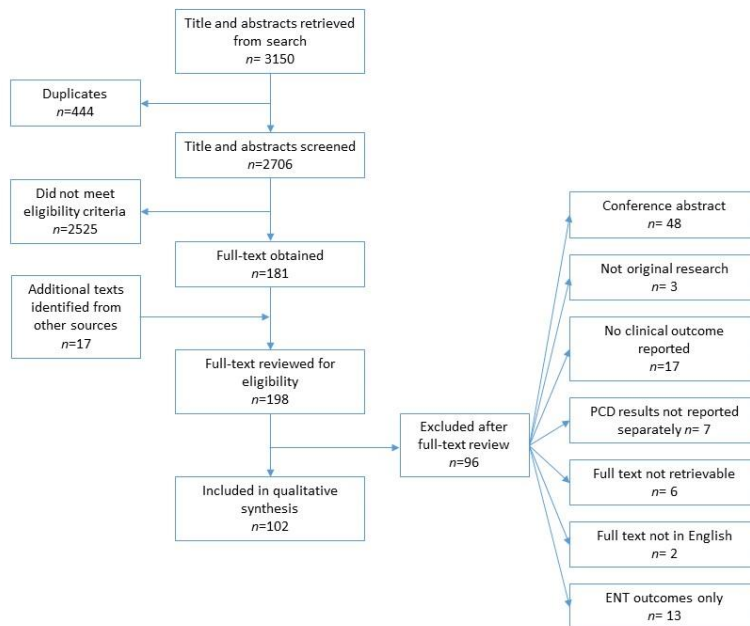 Title and abstracts retrieved
from search
n= 3150
Duplicates
n=444
Title and abstracts screened
n=2706
Did not meet
eligibility criteria
n=2525
Full-text obtained
n=181
Additional texts
identified from
other sources
n=17
Full-text reviewed for
eligibility
n=198
Excluded after
full-text review
n=96
Included in qualitative
synthesis
n=102
Conference abstract
n= 48
Not original research
n= 3
No clinical outcome
reported
n=17
PCD results not reported
separately n= 7
Full text not retrievable
n= 6
Full text not in English
n= 2
ENT outcomes only
n= 13